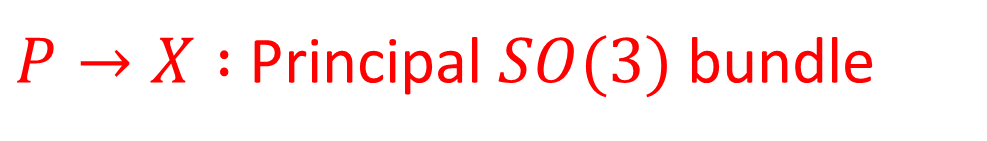 𝑃 → 𝑋 : Principal 𝑆𝑂(3) bundle